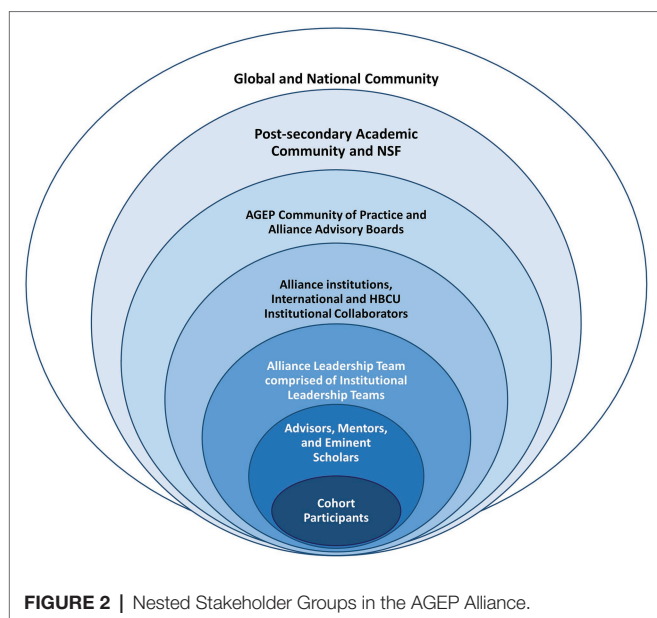 Global and National Community
Post-secondary Academic
Community and NSF
AGEP Community of Practice and
Alliance Advisory Boards
Alliance institutions,
International and HBCU
Institutional Collaborators
Alliance Leadership Team
comprised of Institutional
Leadership Teams
Advisors, Mentors,
and Eminent
Scholars
Cohort
Participants
FIGURE 2 | Nested Stakeholder Groups in the AGEP Alliance.